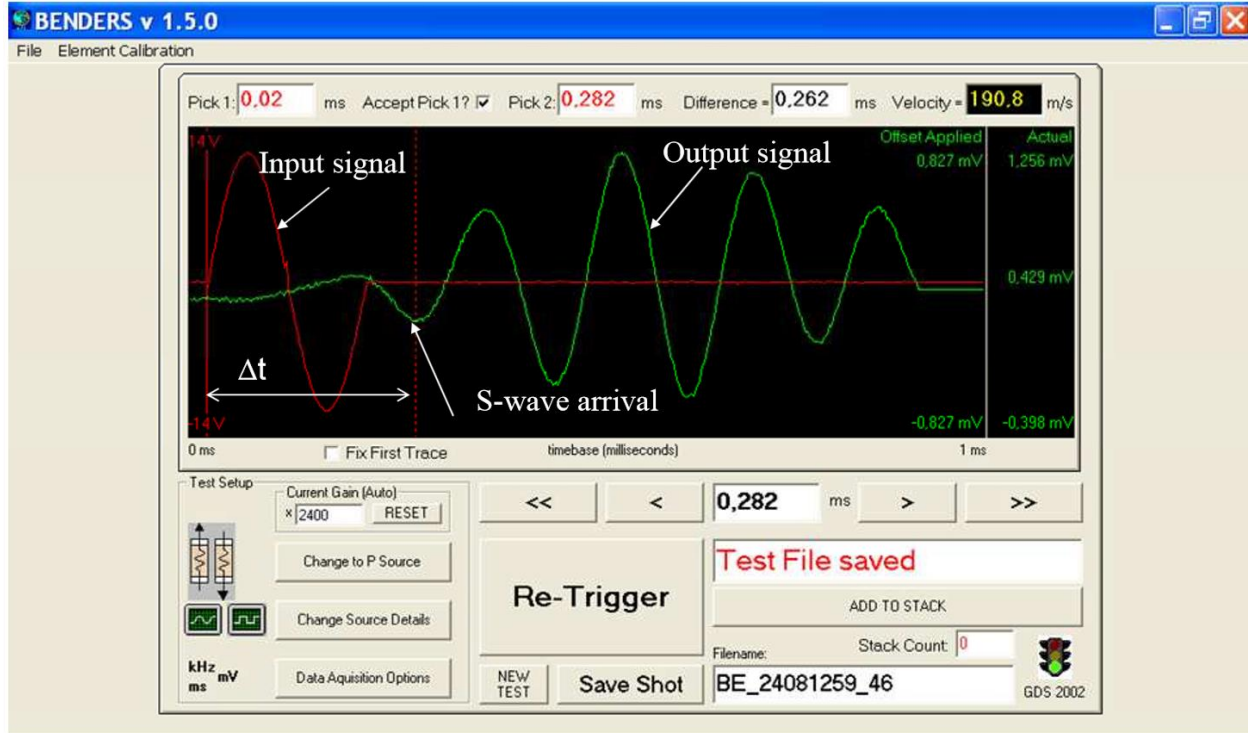 BENDERS v 1.5.0
File Element Calibration
Pick 1: 0,02 ms Accept Pick 1? Pick 2: 0,282 ms Difference = 0,262 ms Velocity = 190,8 m/s
14 V Offset Applied Actual
Input signal Output signal 0,827 mV 1,256 mV
0,429 mV
Δt
S-wave arrival
-14 V -0,827 mV -0,398 mV
0 ms Fix First Trace timebase (milliseconds) 1 ms
Test Setup
Current Gain (Auto)
× 2400 RESET
<< < 0,282 ms > >>
Change to P Source
Test File saved
Re-Trigger
Change Source Details
ADD TO STACK
Stack Count: 0
Filename:
kHz mV
ms
Data Aquisition Options
NEW
TEST
Save Shot
BE_24081259_46
GDS 2002